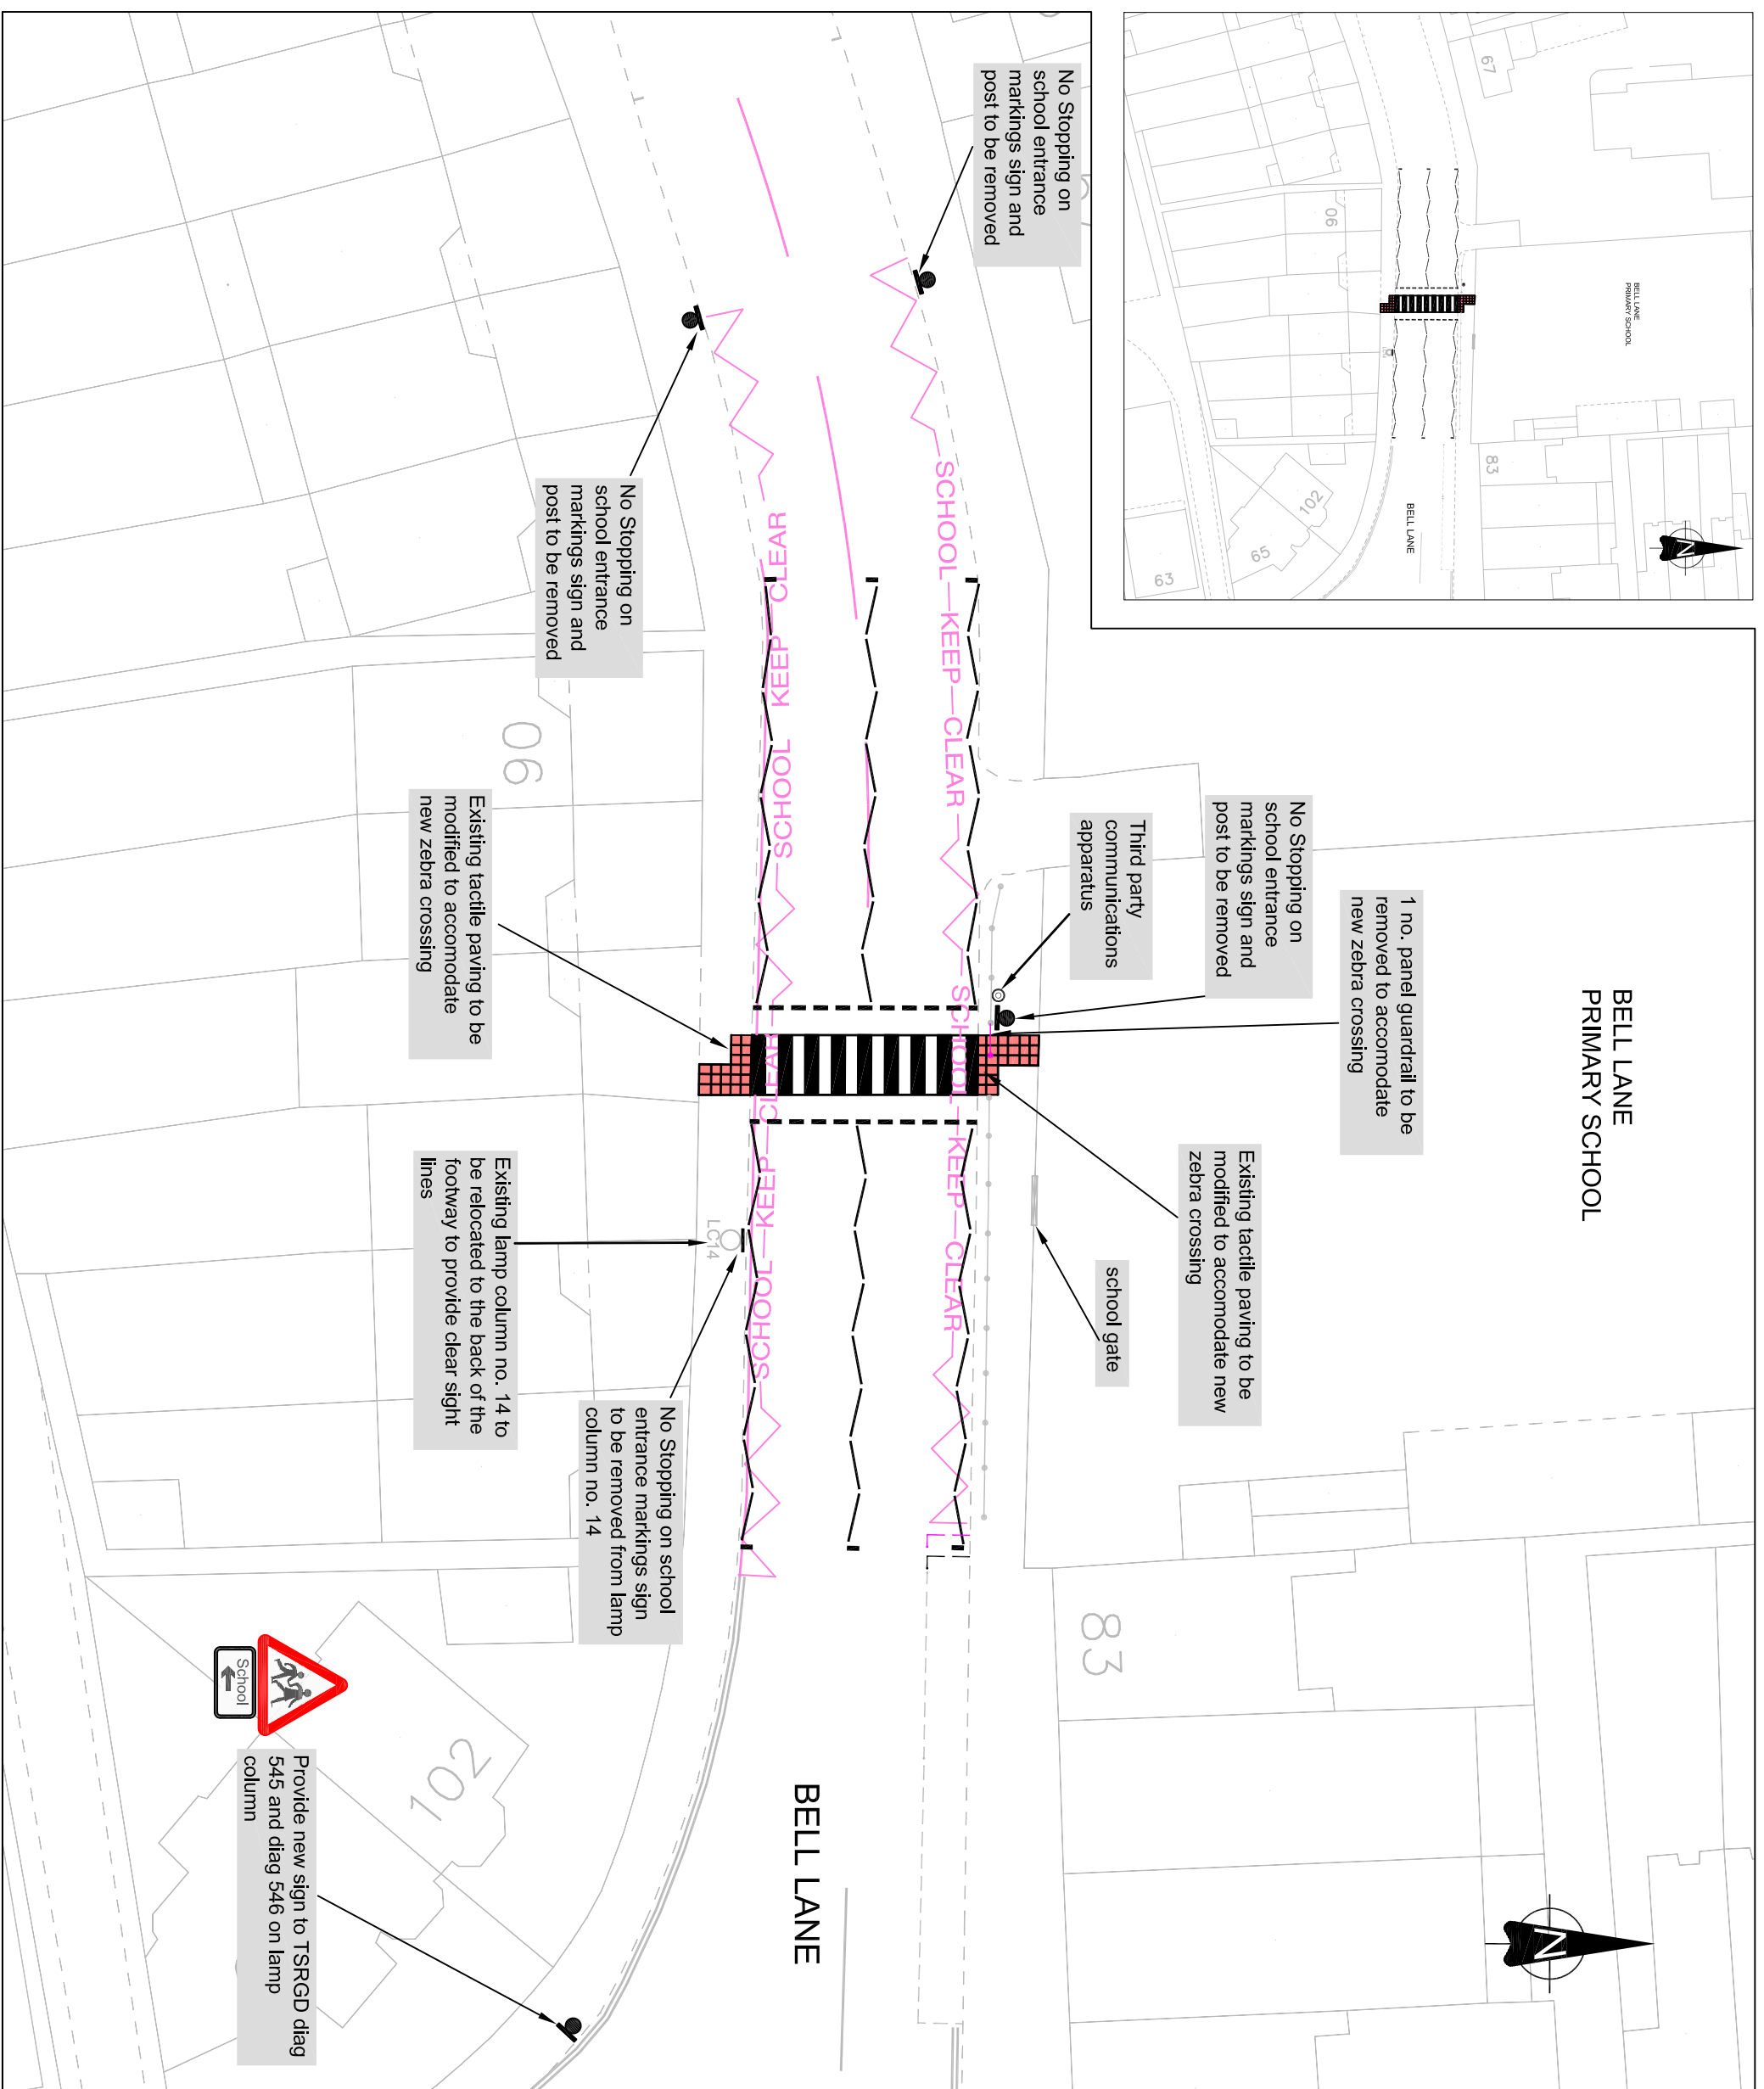 67
90
BELL LANE
PRIMARY SCHOOL
83
102
65
63
BELL LANE
N
No Stopping on
school entrance
markings sign and
post to be removed
No Stopping on
school entrance
markings sign and
post to be removed
SCHOOL KEEP CLEAR
SCHOOL KEEP CLEAR
SCHOOL KEEP CLEAR
SCHOOL KEEP CLEAR
BELL LANE
PRIMARY SCHOOL
1 no. panel guardrail to be
removed to accomodate
new zebra crossing
No Stopping on
school entrance
markings sign and
post to be removed
Third party
communications
apparatus
Existing tactile paving to be
modified to accomodate new
zebra crossing
school gate
90
Existing tactile paving to be
modified to accomodate
new zebra crossing
LC14
Existing lamp column no. 14 to
be relocated to the back of the
footway to provide clear sight
lines
No Stopping on school
entrance markings sign
to be removed from lamp
column no. 14
83
102
School
Provide new sign to TSRGD diag
545 and diag 546 on lamp
column
BELL LANE
N